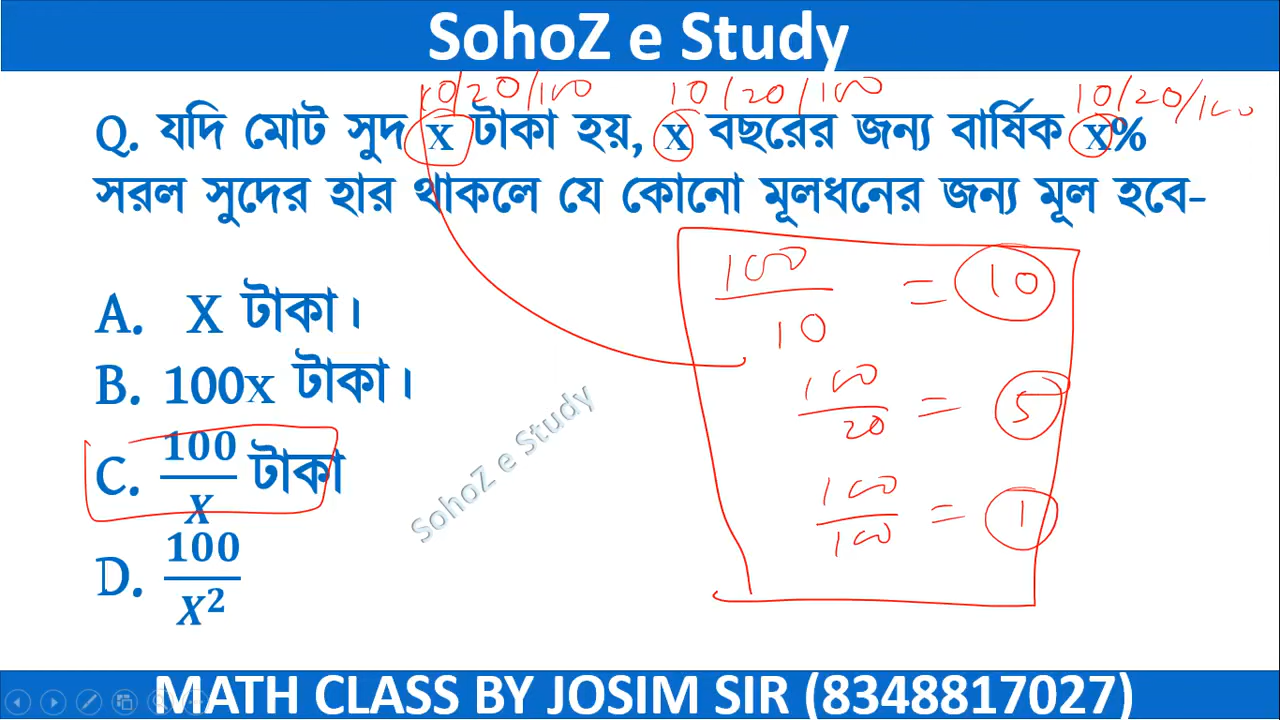 SohoZ e Study
10/20/100 10/20/100 10/20/100
Q. যদি মোট সুদ x টাকা হয়, x বছরের জন্য বার্ষিক x%
সরল সুদের হার থাকলে যে কোনো মূলধনের জন্য মূল হবে-
100/10 = 10
A. X টাকা।
B. 100x টাকা।
100/20 = 5
C. 100/X টাকা
100/100 = 1
D. 100/X²
SohoZ e Study
MATH CLASS BY JOSIM SIR (8348817027)